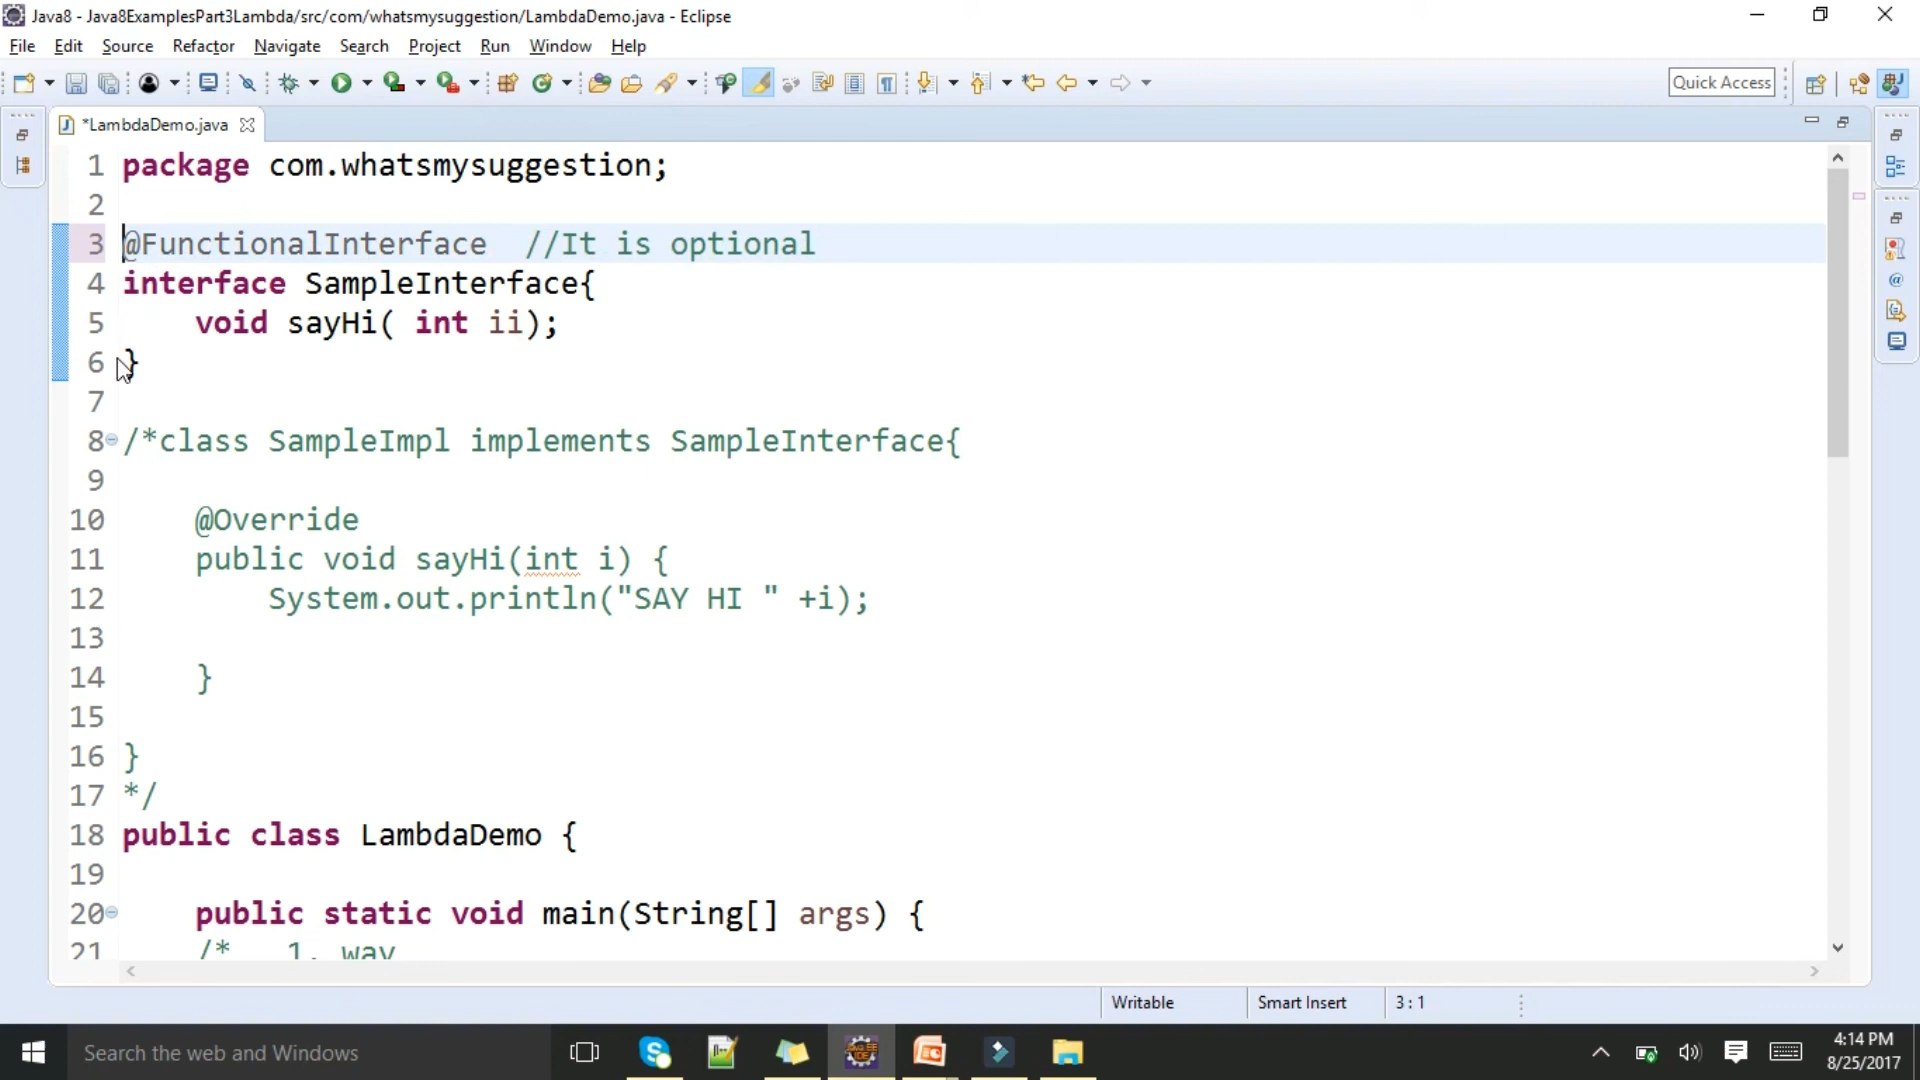 Java8 - Java8ExamplesPart3Lambda/src/com/whatsmysuggestion/LambdaDemo.java - Eclipse
File Edit Source Refactor Navigate Search Project Run Window Help
Quick Access
*LambdaDemo.java
1 package com.whatsmysuggestion;
2
3 @FunctionalInterface  //It is optional
4 interface SampleInterface{
5     void sayHi( int ii);
6 }
7
8 /*class SampleImpl implements SampleInterface{
9
10     @Override
11     public void sayHi(int i) {
12         System.out.println("SAY HI " +i);
13
14     }
15
16 }
17 */
18 public class LambdaDemo {
19
20     public static void main(String[] args) {
21     /*   1. way
Writable Smart Insert 3 : 1
Search the web and Windows
4:14 PM
8/25/2017